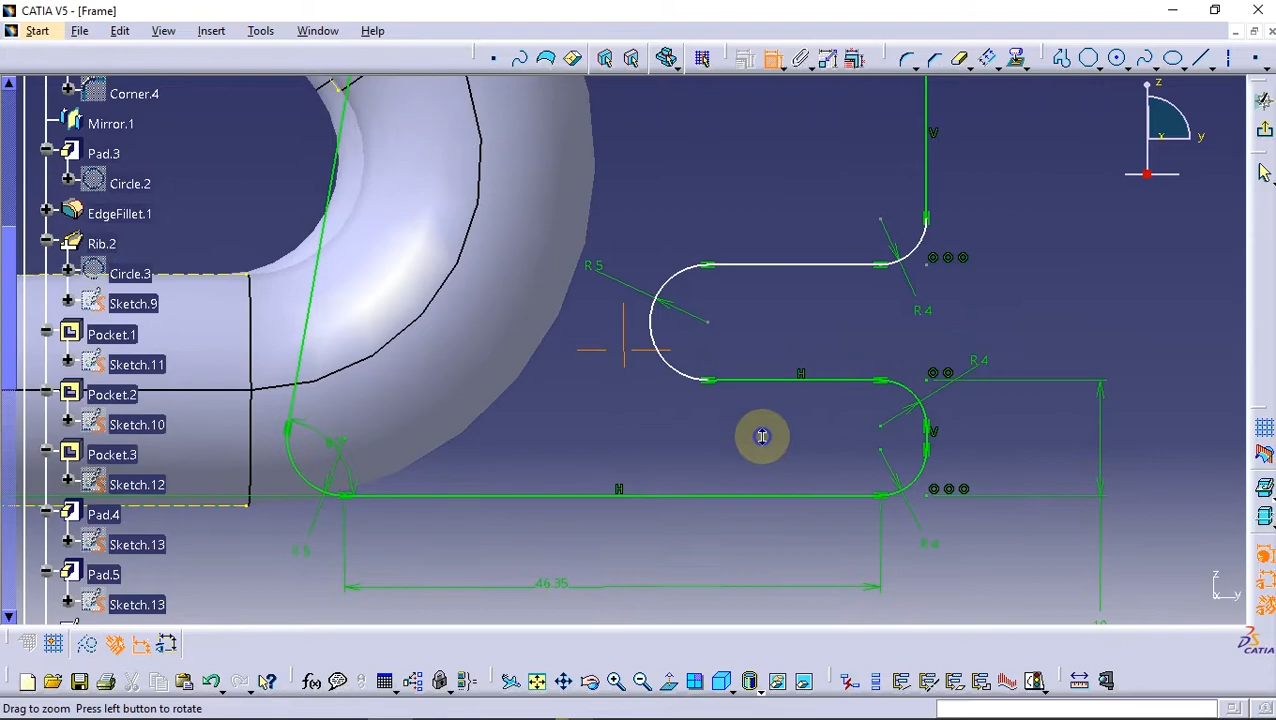 CATIA V5 - [Frame]
Start File Edit View Insert Tools Window Help
Corner.4
Mirror.1
Pad.3
Circle.2
EdgeFillet.1
Rib.2
Circle.3
Sketch.9
Pocket.1
Sketch.11
Pocket.2
Sketch.10
Pocket.3
Sketch.12
Pad.4
Sketch.13
Pad.5
Sketch.13
z
x
y
V
R 5
R 4
H
R 4
V
H
R 5
R 4
46.35
z
x
y
DS
CATIA
f(x)
Drag to zoom Press left button to rotate